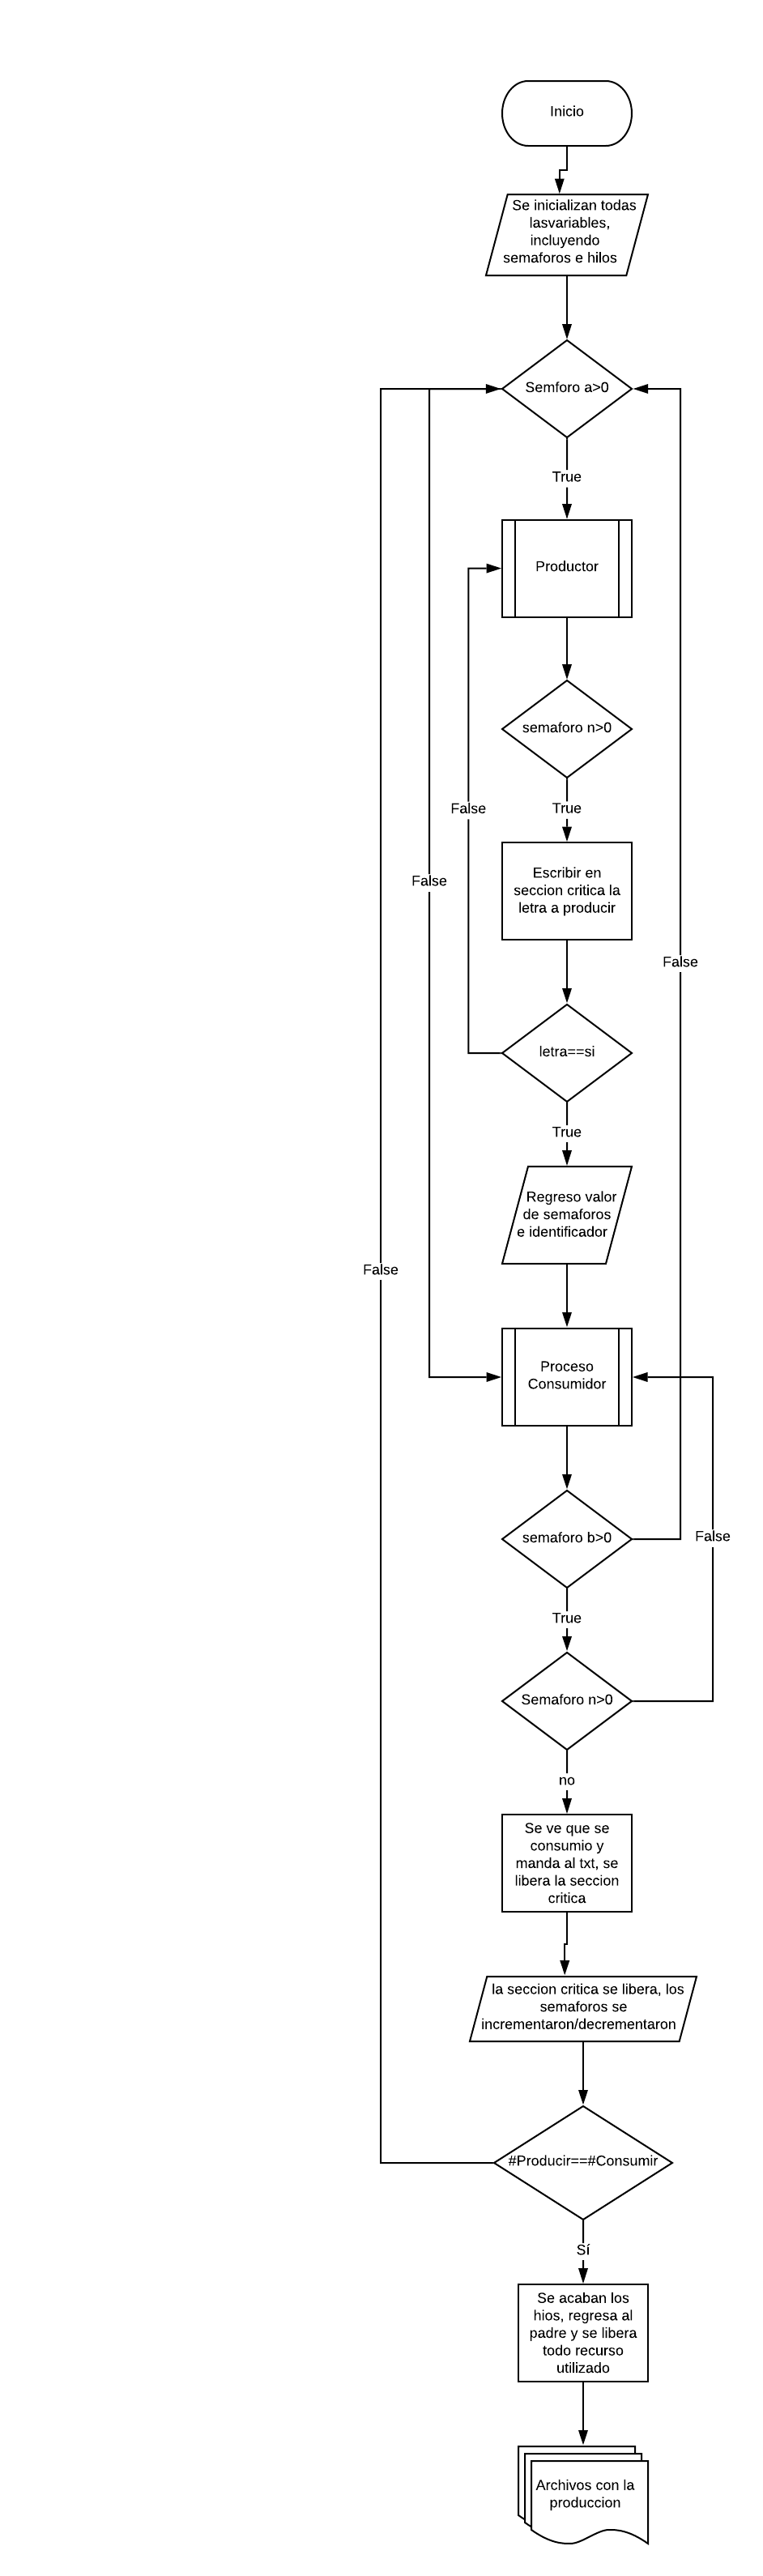 Inicio
Se inicializan todas
lasvariables,
incluyendo
semaforos e hilos
Semforo a>0
True
Productor
semaforo n>0
False
True
Escribir en
seccion critica la
letra a producir
False
False
letra==si
True
Regreso valor
de semaforos
e identificador
False
Proceso
Consumidor
semaforo b>0
False
True
Semaforo n>0
no
Se ve que se
consumio y
manda al txt, se
libera la seccion
critica
la seccion critica se libera, los
semaforos se
incrementaron/decrementaron
#Producir==#Consumir
Sí
Se acaban los
hios, regresa al
padre y se libera
todo recurso
utilizado
Archivos con la
produccion